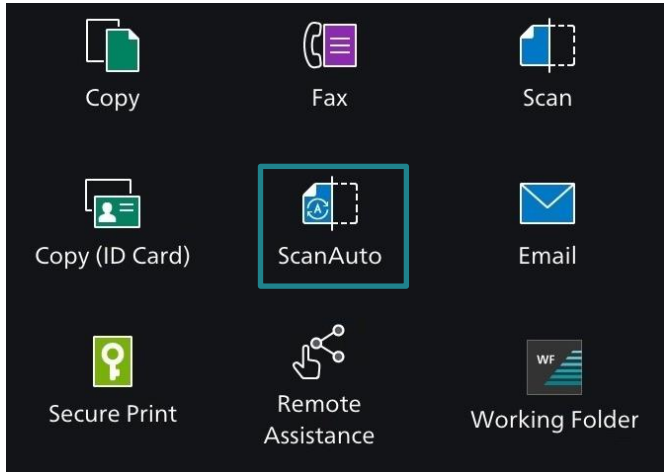 Copy
Fax
Scan
Copy (ID Card)
A
ScanAuto
Email
Secure Print
Remote
Assistance
WF
Working Folder